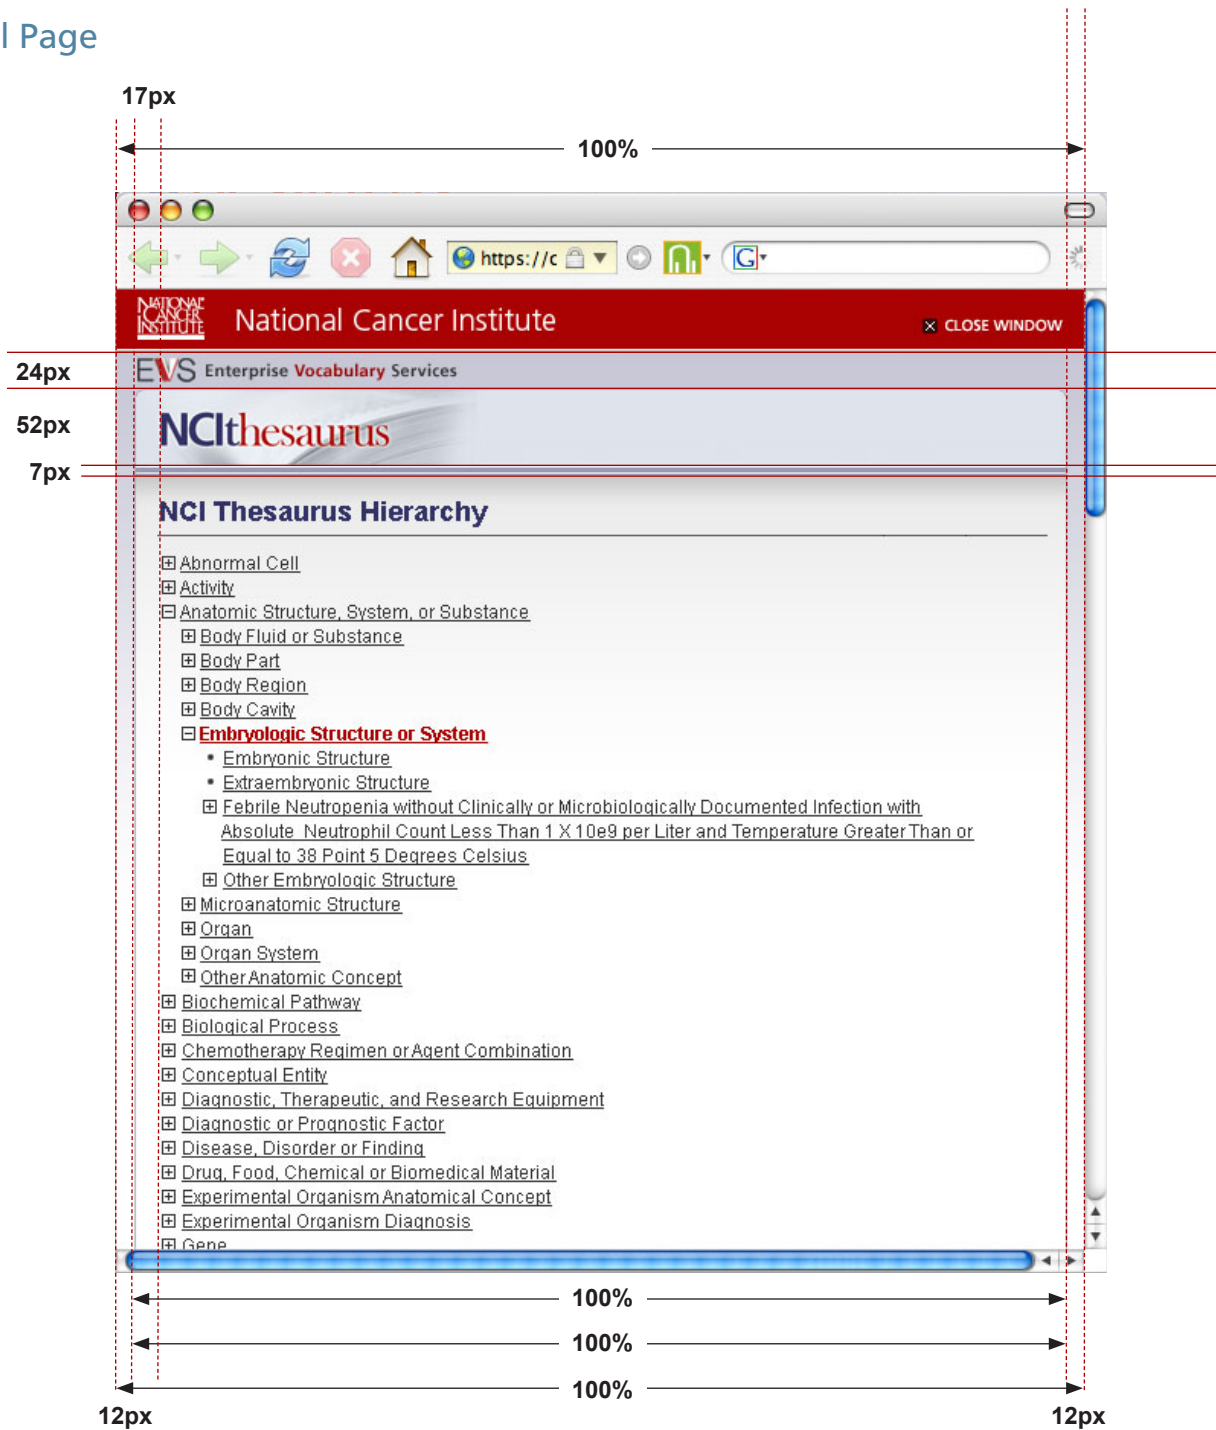 l Page
17px
100%
https://c
G
NATIONAL CANCER INSTITUTE
National Cancer Institute
CLOSE WINDOW
24px
EVS Enterprise Vocabulary Services
52px
NCIthesaurus
7px
NCI Thesaurus Hierarchy
Abnormal Cell
Activity
Anatomic Structure, System, or Substance
Body Fluid or Substance
Body Part
Body Region
Body Cavity
Embryologic Structure or System
• Embryonic Structure
• Extraembryonic Structure
Febrile Neutropenia without Clinically or Microbiologically Documented Infection with
Absolute Neutrophil Count Less Than 1 X 10e9 per Liter and Temperature Greater Than or
Equal to 38 Point 5 Degrees Celsius
Other Embryologic Structure
Microanatomic Structure
Organ
Organ System
Other Anatomic Concept
Biochemical Pathway
Biological Process
Chemotherapy Regimen or Agent Combination
Conceptual Entity
Diagnostic, Therapeutic, and Research Equipment
Diagnostic or Prognostic Factor
Disease, Disorder or Finding
Drug, Food, Chemical or Biomedical Material
Experimental Organism Anatomical Concept
Experimental Organism Diagnosis
Gene
100%
100%
100%
12px
12px